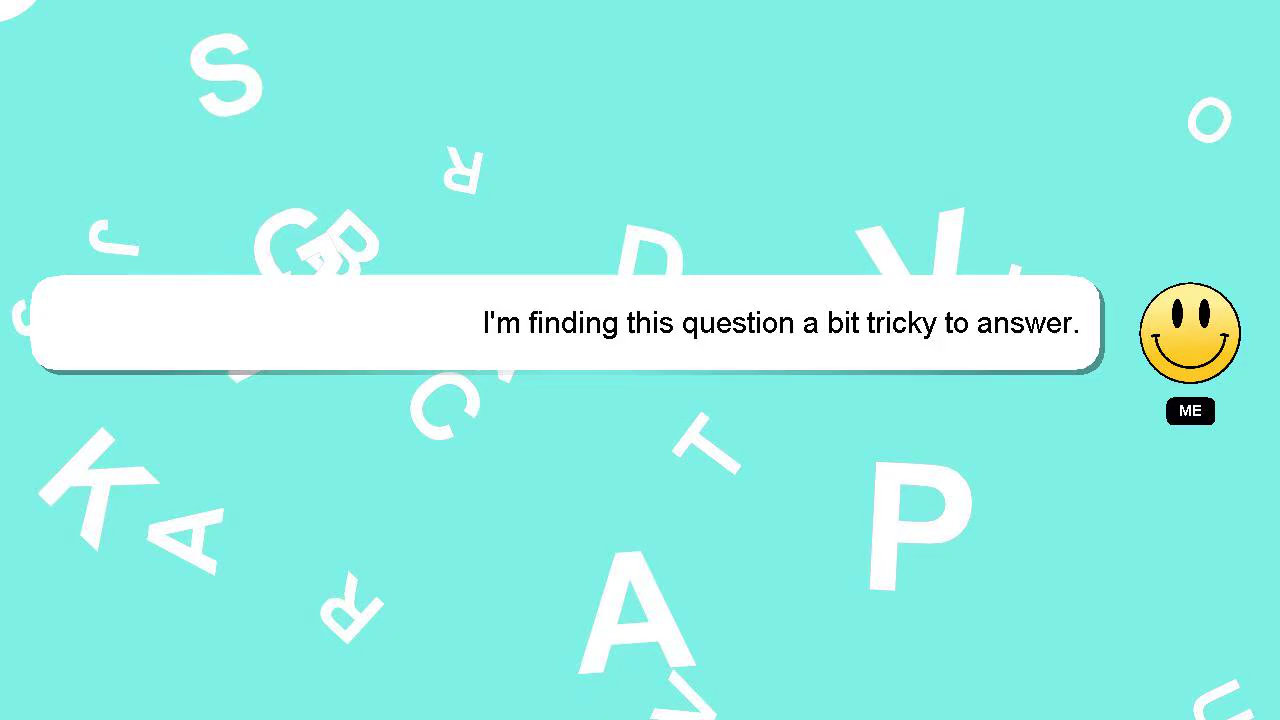 S
O
R
J
G
B
D
V
I'm finding this question a bit tricky to answer.
ME
C
K
T
P
A
R
A
U